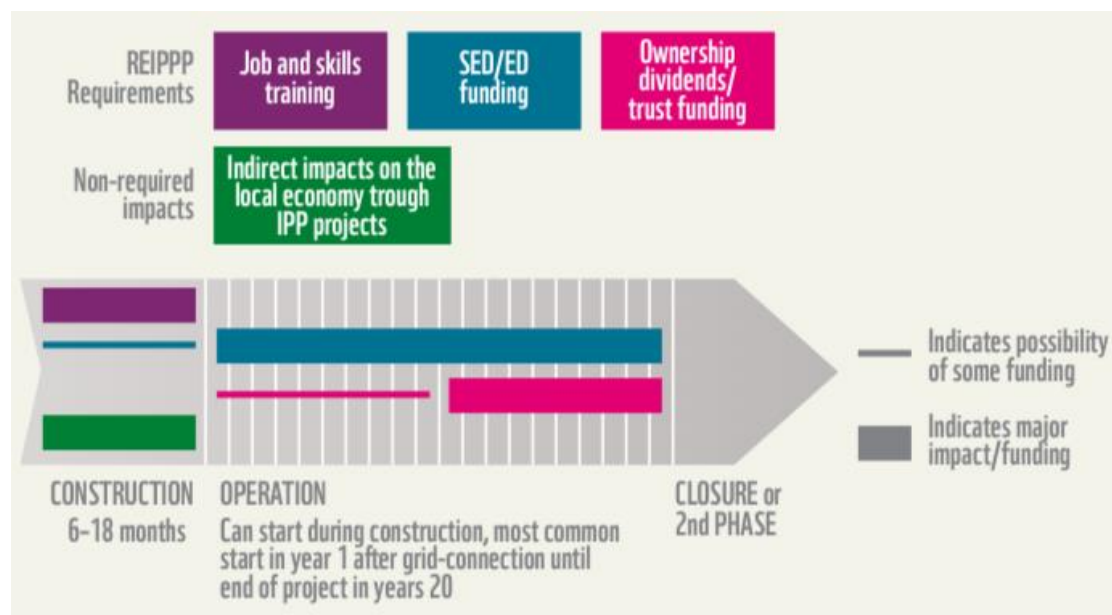 REIPPP
Requirements
Job and skills
training
SED/ED
funding
Ownership
dividends/
trust funding
Non-required
impacts
Indirect impacts on the
local economy trough
IPP projects
Indicates possibility
of some funding
Indicates major
impact/funding
CONSTRUCTION
6–18 months
OPERATION
Can start during construction, most common
start in year 1 after grid-connection until
end of project in years 20
CLOSURE or
2nd PHASE